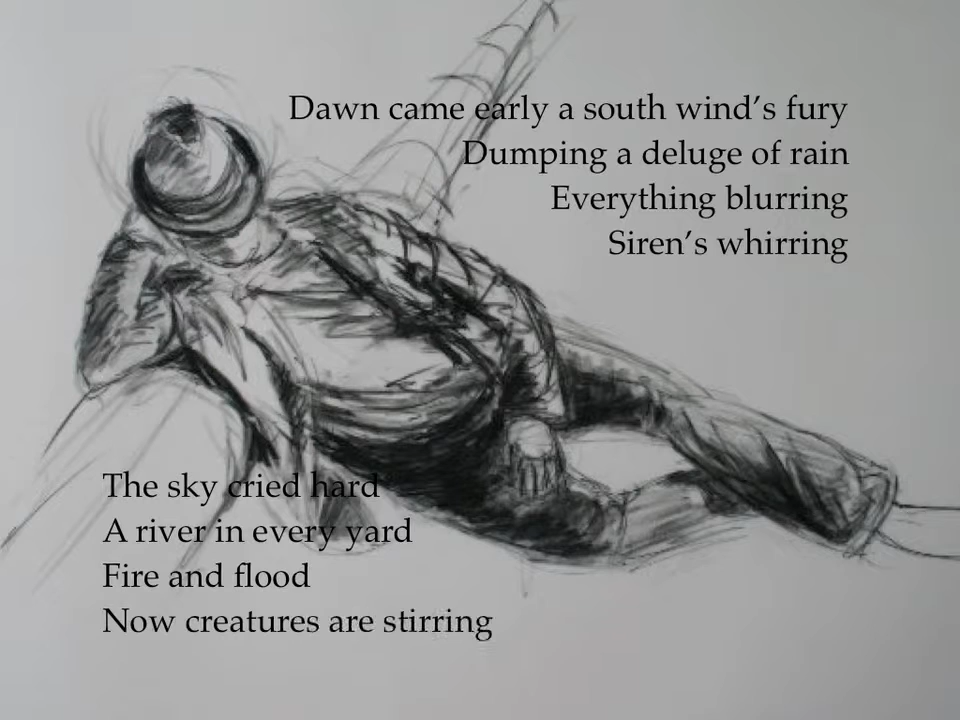 Dawn came early a south wind’s fury
Dumping a deluge of rain
Everything blurring
Siren’s whirring
The sky cried hard
A river in every yard
Fire and flood
Now creatures are stirring